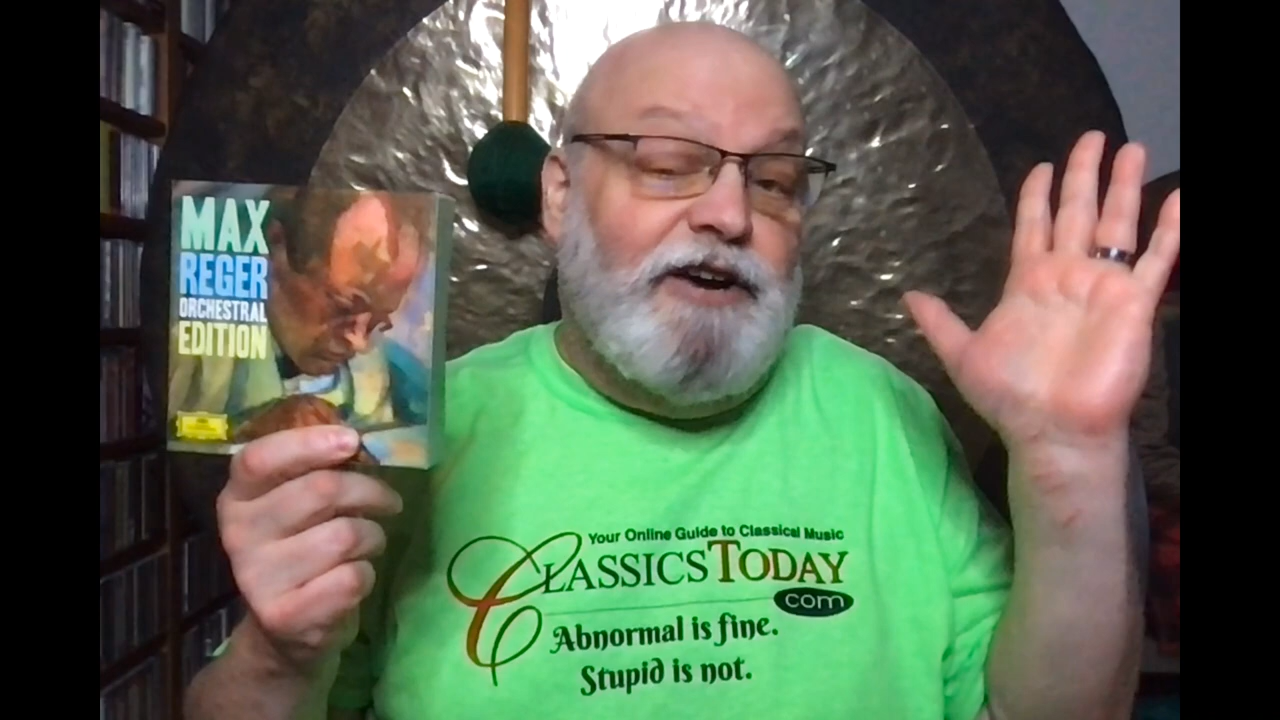 MAX
REGER
ORCHESTRAL
EDITION
Your Online Guide to Classical Music
CLASSICSTODAY
com
Abnormal is fine.
Stupid is not.